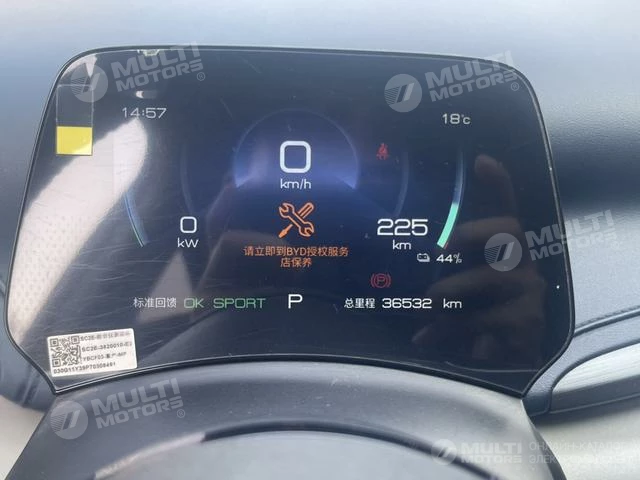 MULTI
MOTORS
MULTI
MOTORS
14:57
18℃
0
km/h
0
kW
225
km
44%
请立即到BYD授权服务
店保养
标准回馈 OK SPORT P 总里程 36532 km
MULTI
MOTORS
MULTI
MOTORS
MULTI
MOTORS